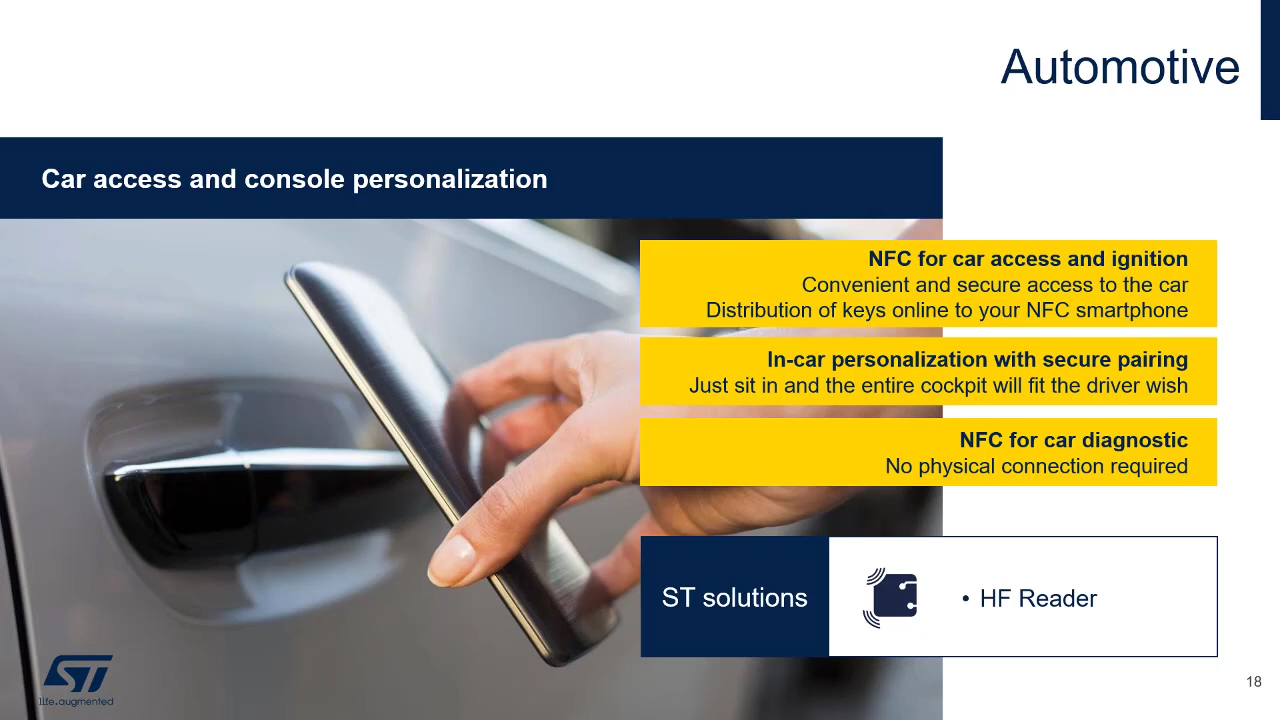 Automotive
Car access and console personalization
NFC for car access and ignition
Convenient and secure access to the car
Distribution of keys online to your NFC smartphone
In-car personalization with secure pairing
Just sit in and the entire cockpit will fit the driver wish
NFC for car diagnostic
No physical connection required
ST solutions
• HF Reader
ST
life.augmented
18